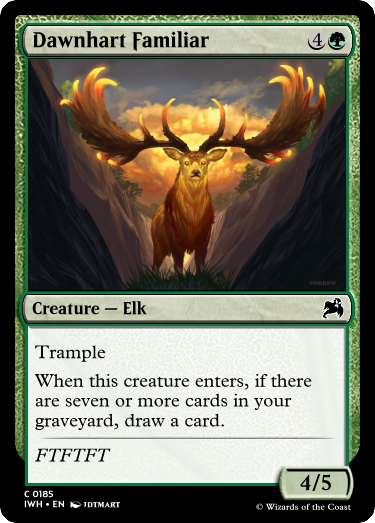 Dawnhart Familiar 4
Creature — Elk
Trample
When this creature enters, if there
are seven or more cards in your
graveyard, draw a card.
FTFTFT
4/5
C 0185
IWH • EN JDTMART
© Wizards of the Coast